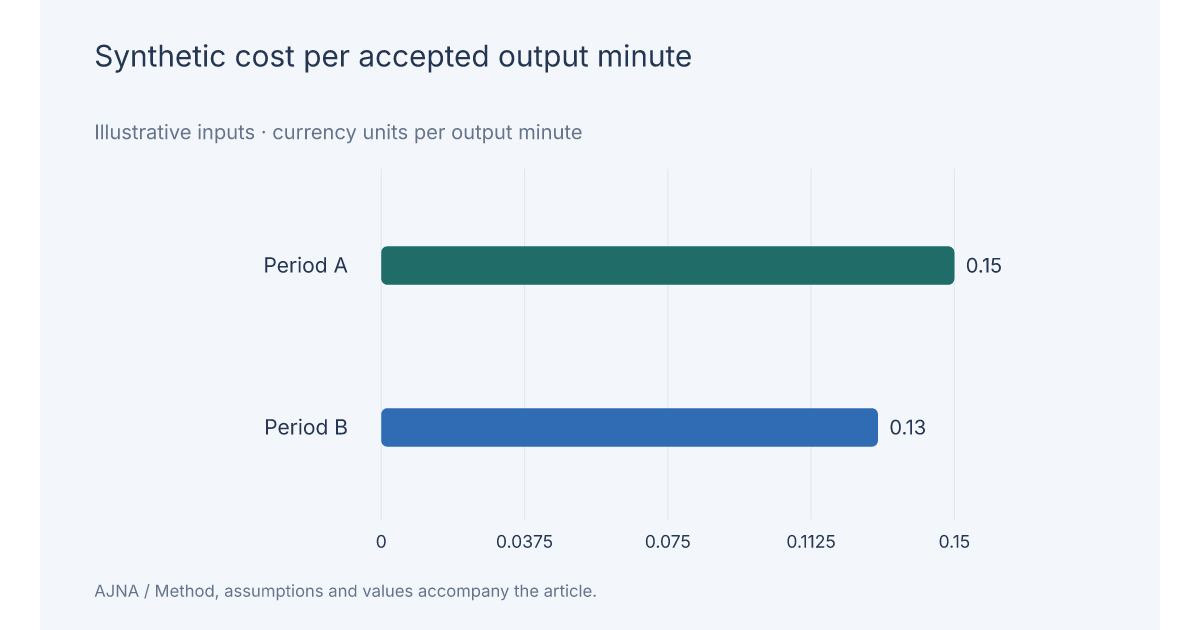 Synthetic cost per accepted output minute
Illustrative inputs · currency units per output minute
Period A
0.15
Period B
0.13
0
0.0375
0.075
0.1125
0.15
AJNA / Method, assumptions and values accompany the article.